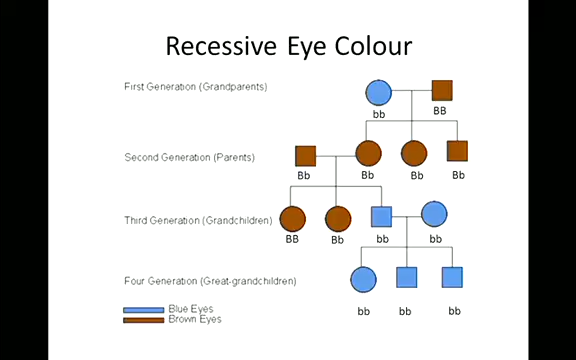 Recessive Eye Colour
First Generation (Grandparents)
bb
BB
Second Generation (Parents)
Bb
Bb
Bb
Bb
Third Generation (Grandchildren)
BB
Bb
bb
bb
Four Generation (Great-grandchildren)
bb
bb
bb
Blue Eyes
Brown Eyes